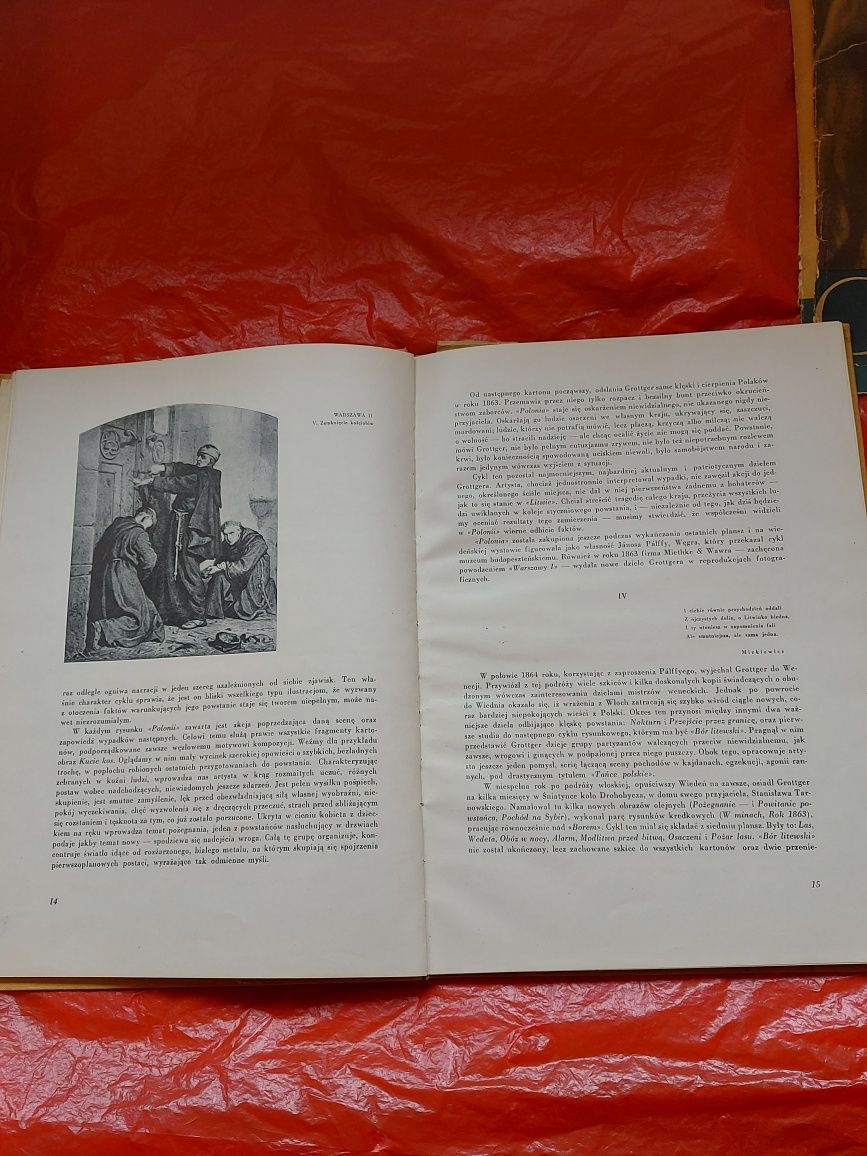 WARSZAWA II
V. Zamknięcie kościołów
raz odległe ogniwa narracji w jeden szereg uzależnionych od siebie zjawisk. Ten wła-
śnie charakter cyklu sprawia, że jest on bliski wszelkiego typu ilustracjom, że wyrwany
z otoczenia faktów warunkujących jego powstanie staje się tworem niepełnym, może na-
wet niezrozumiałym.
W każdym rysunku «Polonii» zawarta jest akcja poprzedzająca daną scenę oraz
zapowiedź wypadków następnych. Celowi temu służą prawie wszystkie fragmenty karto-
nów, podporządkowane zawsze węzłowemu motywowi kompozycji. Weźmy dla przykładu
obraz Kucie kos. Oglądamy w nim mały wycinek szerokiej opowieści o szybkich, bezładnych
trochę, w popłochu robionych ostatnich przygotowaniach do powstania. Charakteryzując
zebranych w kuźni ludzi, wprowadza nas artysta w krąg rozmaitych uczuć, różnych
postaw wobec nadchodzących, niewiadomych jeszcze zdarzeń. Jest pełen wysiłku pośpiech,
skupienie, jest smutne zamyślenie, lęk przed obezwładniającą siłą własnej wyobraźni, nie-
pokój wyczekiwania, chęć wyzwolenia się z dręczących przeczuć, strach przed zbliżającym
się rozstaniem i tęsknota za tym, co już zostało porzucone. Ukryta w cieniu kobieta z dziec-
kiem na ręku wprowadza temat pożegnania, jeden z powstańców nasłuchujący w drzwiach
podaje jakby temat nowy — spodziewa się nadejścia wroga. Całą tę grupę organizuje, kon-
centruje światło idące od rozżarzonego, białego metalu, na którym skupiają się spojrzenia
pierwszoplanowych postaci, wyrażające tak odmienne myśli.
14
Od następnego kartonu począwszy, odsłania Grottger same klęski i cierpienia Polaków
w roku 1863. Przemawia przez niego tylko rozpacz i bezsilny bunt przeciwko okrucień-
stwom zaborców. «Polonia» staje się oskarżeniem niewidzialnego, nie ukazanego nigdy nie-
przyjaciela. Oskarżają go ludzie osaczeni we własnym kraju, ukrywający się, zaszczuci,
mordowani; ludzie, którzy nie potrafią mówić, lecz płaczą, krzyczą albo milczą; nie walczą
o wolność — bo stracili nadzieję — ale chcąc ocalić życie nie mogą się poddać. Powstanie,
mówi Grottger, nie było pełnym entuzjazmu zrywem, nie było też niepotrzebnym rozlewem
krwi, było koniecznością spowodowaną uciskiem niewoli, było samobójstwem narodu i za-
razem jedynym wówczas wyjściem z sytuacji.
Cykl ten pozostał najmocniejszym, najbardziej aktualnym i patriotycznym dziełem
Grottgera. Artysta, chociaż jednostronnie interpretował wypadki, nie zawęził akcji do jed-
nego, określonego ściśle miejsca, nie dał w niej pierwszeństwa żadnemu z bohaterów —
jak to się stanie w «Litwie». Chciał streścić tragedię całego kraju, przeżycia wszystkich lu-
dzi uwikłanych w koleje styczniowego powstania, i — niezależnie od tego, jak dziś będzie-
my oceniać rezultaty tego zamierzenia — musimy stwierdzić, że współcześni widzieli
w «Polonii» wierne odbicie faktów.
«Polonia» została zakupiona jeszcze podczas wykańczania ostatnich plansz i na wie-
deńskiej wystawie figurowała jako własność Jánosa Pálffy, Węgra, który przekazał cykl
muzeum budapeszteńskiemu. Również w roku 1863 firma Miethke & Wawra — zachęcona
powodzeniem «Warszawy I» — wydała nowe dzieło Grottgera w reprodukcjach fotogra-
ficznych.
IV
I ciebie równie przychodzień oddali
Z ojczystych dolin, o Litwinko biedna,
I ty utoniesz w zapomnienia fali
Ale smutniejsza, ale sama jedna.
Mickiewicz
W połowie 1864 roku, korzystając z zaproszenia Pálffyego, wyjechał Grottger do We-
necji. Przywiózł z tej podróży wiele szkiców i kilka doskonałych kopii świadczących o obu-
dzonym wówczas zainteresowaniu dziełami mistrzów weneckich. Jednak po powrocie
do Wiednia okazało się, iż wrażenia z Włoch zatracają się szybko wśród ciągle nowych, co-
raz bardziej niepokojących wieści z Polski. Okres ten przynosi między innymi dwa waż-
niejsze dzieła odbijające klęskę powstania: Nokturn i Przejście przez granicę, oraz pierw-
sze studia do następnego cyklu rysunkowego, którym ma być «Bór litewski». Pragnął w nim
przedstawić Grottger dzieje grupy partyzantów walczących przeciw niewidzialnemu, jak
zawsze, wrogowi i ginących w podpalonej przez niego puszczy. Obok tego, opracowuje arty-
sta jeszcze jeden pomysł, serię łączącą sceny pochodów w kajdanach, egzekucji, agonii ran-
nych, pod drastycznym tytułem «Tańce polskie».
W niespełna rok po podróży włoskiej, opuściwszy Wiedeń na zawsze, osiadł Grottger
na kilka miesięcy w Śniatynce koło Drohobycza, w domu swego przyjaciela, Stanisława Tar-
nowskiego. Namalował tu kilka nowych obrazów olejnych (Pożegnanie — i Powitanie po-
wstańca, Pochód na Sybir), wykonał parę rysunków kredkowych (W minach, Rok 1863),
pracując równocześnie nad «Borem». Cykl ten miał się składać z siedmiu plansz. Były to: Las,
Wedeta, Obóz w nocy, Alarm, Modlitwa przed bitwą, Osaczeni i Pożar lasu. «Bór litewski»
nie został ukończony, lecz zachowane szkice do wszystkich kartonów oraz dwie przenie-
15